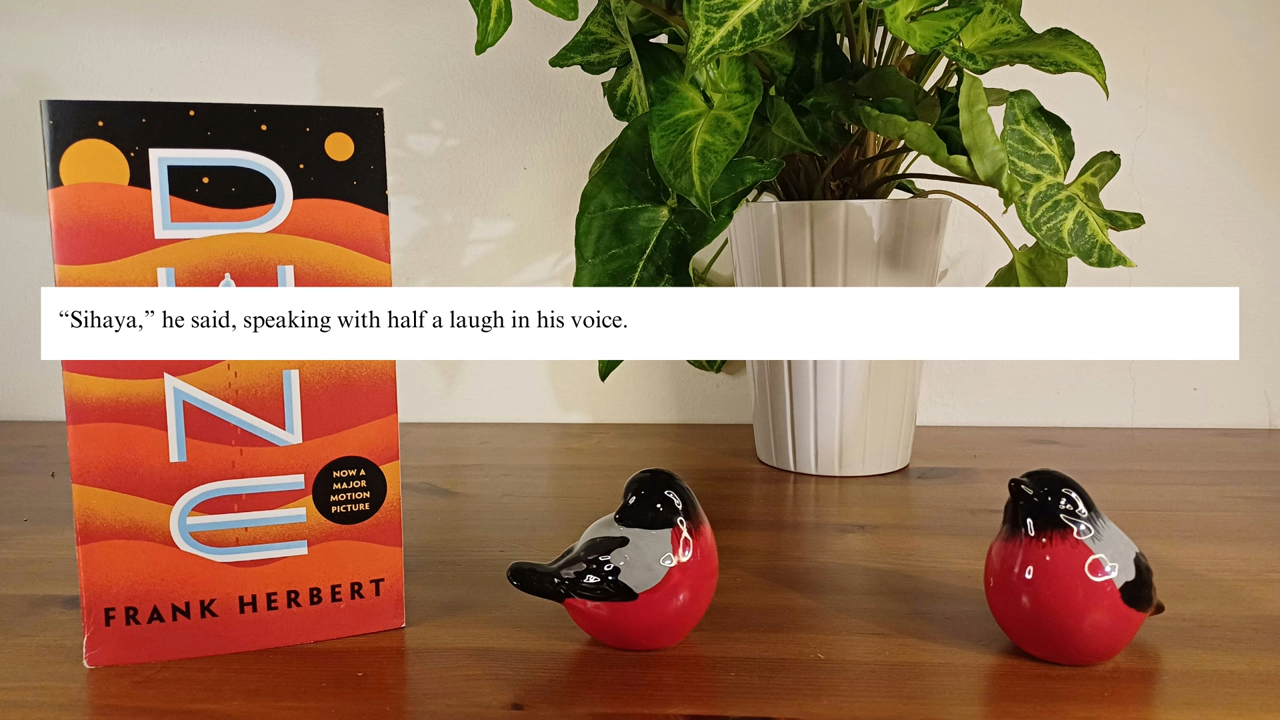 DUNE
“Sihaya,” he said, speaking with half a laugh in his voice.
NOW A
MAJOR
MOTION
PICTURE
FRANK HERBERT